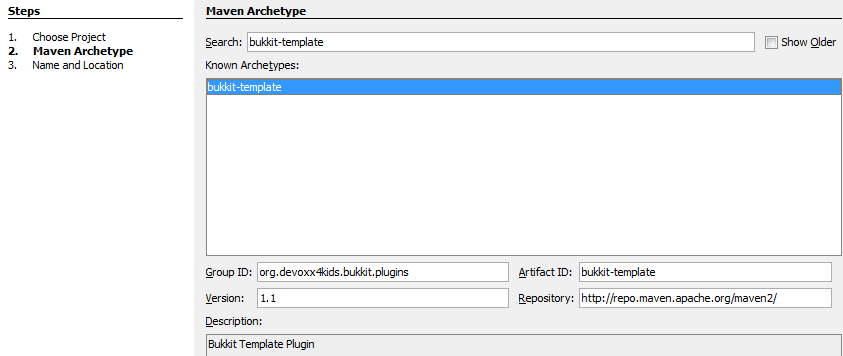 Steps
1. Choose Project
2. Maven Archetype
3. Name and Location
Maven Archetype
Search: bukkit-template Show Older
Known Archetypes:
bukkit-template
Group ID: org.devoxx4kids.bukkit.plugins Artifact ID: bukkit-template
Version: 1.1 Repository: http://repo.maven.apache.org/maven2/
Description:
Bukkit Template Plugin